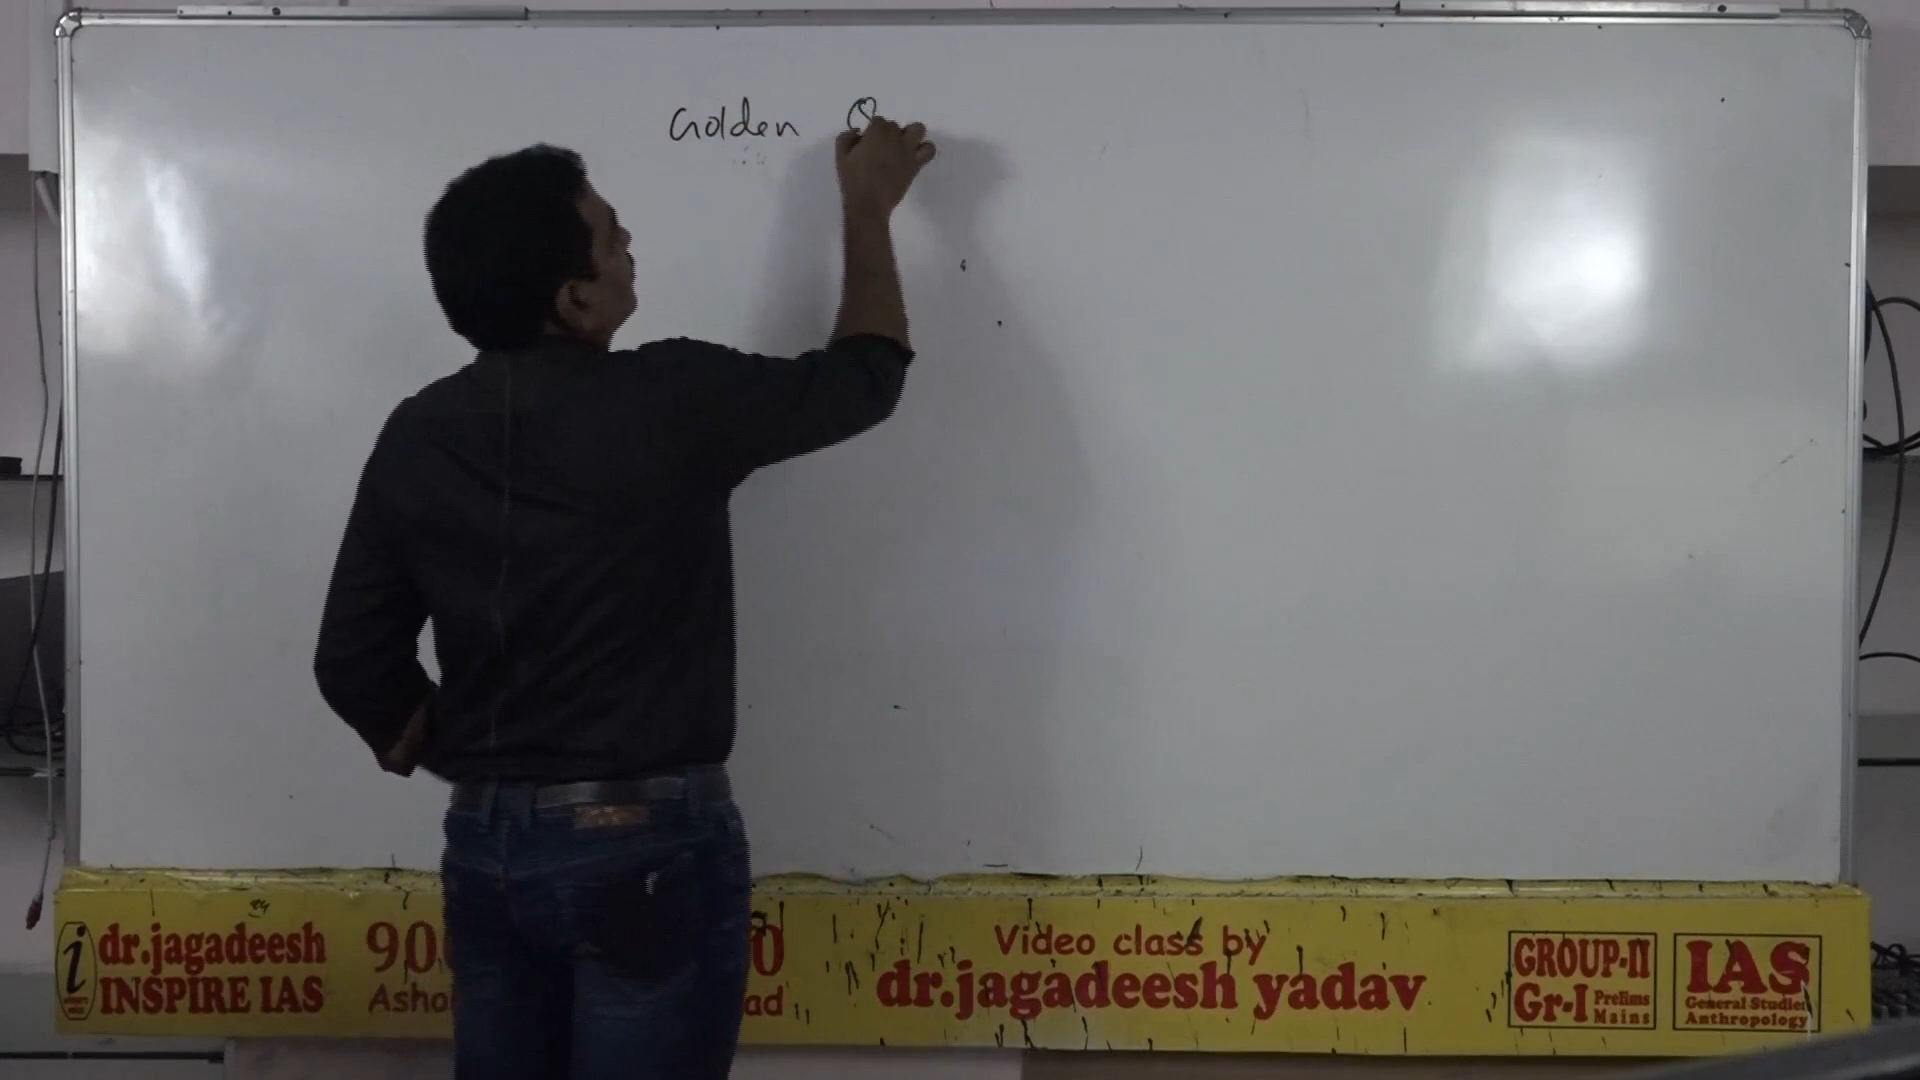 Golden
i dr.jagadeesh
INSPIRE IAS
Video class by
dr.jagadeesh yadav
GROUP-II
Gr-I Prelims
Mains
IAS
General Studies
Anthropology